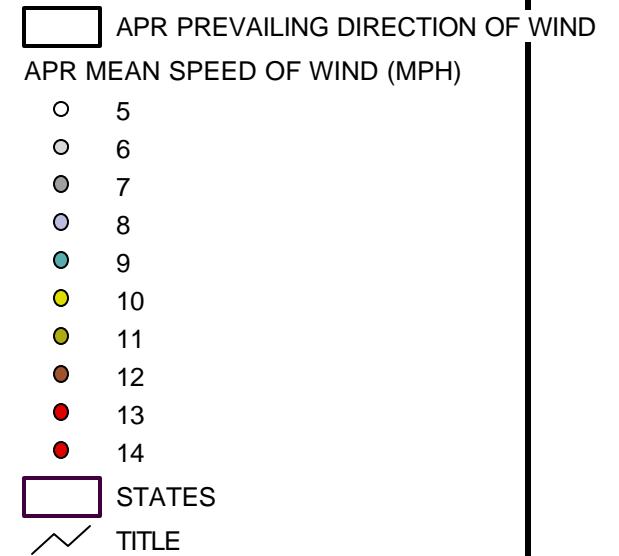 APR PREVAILING DIRECTION OF WIND
APR MEAN SPEED OF WIND (MPH)
5
6
7
8
9
10
11
12
13
14
STATES
TITLE